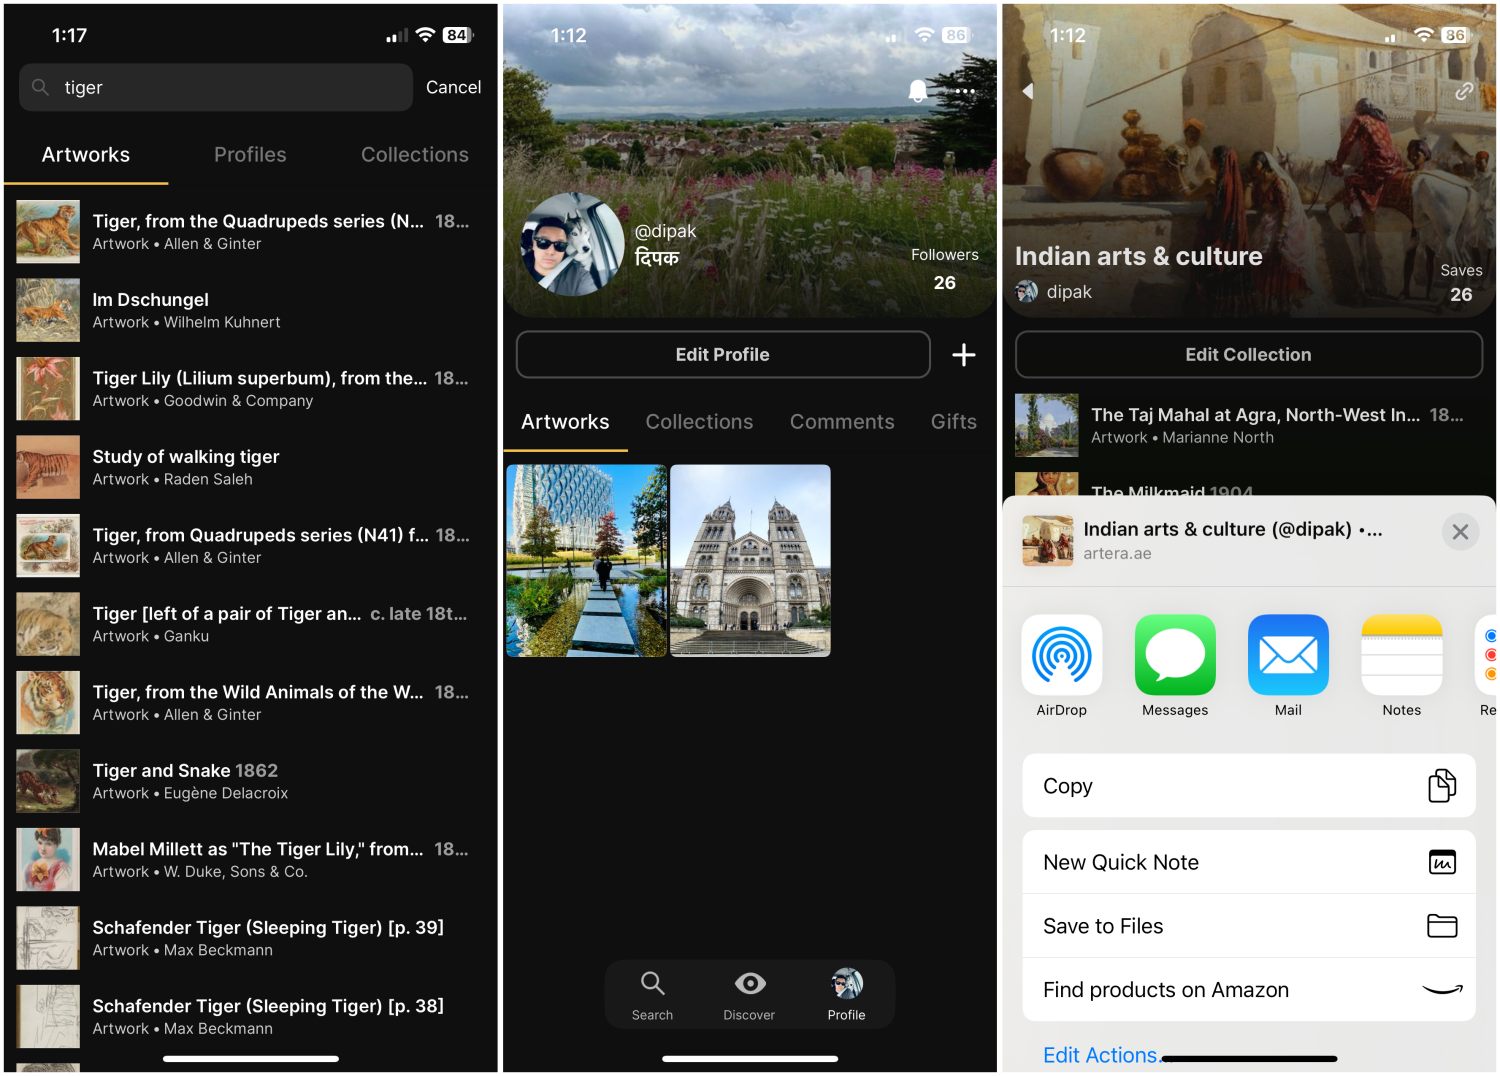 1:17
84
tiger
Cancel
Artworks
Profiles
Collections
Tiger, from the Quadrupeds series (N... 18...
Artwork • Allen & Ginter
Im Dschungel
Artwork • Wilhelm Kuhnert
Tiger Lily (Lilium superbum), from the... 18...
Artwork • Goodwin & Company
Study of walking tiger
Artwork • Raden Saleh
Tiger, from Quadrupeds series (N41) f... 18...
Artwork • Allen & Ginter
Tiger [left of a pair of Tiger an... c. late 18t...
Artwork • Ganku
Tiger, from the Wild Animals of the W... 18...
Artwork • Allen & Ginter
Tiger and Snake 1862
Artwork • Eugène Delacroix
Mabel Millett as "The Tiger Lily," from... 18...
Artwork • W. Duke, Sons & Co.
Schafender Tiger (Sleeping Tiger) [p. 39]
Artwork • Max Beckmann
Schafender Tiger (Sleeping Tiger) [p. 38]
Artwork • Max Beckmann
1:12
86
@dipak
दिपक
Followers
26
Edit Profile
Artworks
Collections
Comments
Gifts
Search
Discover
Profile
1:12
86
Indian arts & culture
dipak
Saves
26
Edit Collection
The Taj Mahal at Agra, North-West In... 18...
Artwork • Marianne North
The Milkmaid 1904
Indian arts & culture (@dipak) •...
artera.ae
AirDrop
Messages
Mail
Notes
Re
Copy
New Quick Note
Save to Files
Find products on Amazon
Edit Actions...